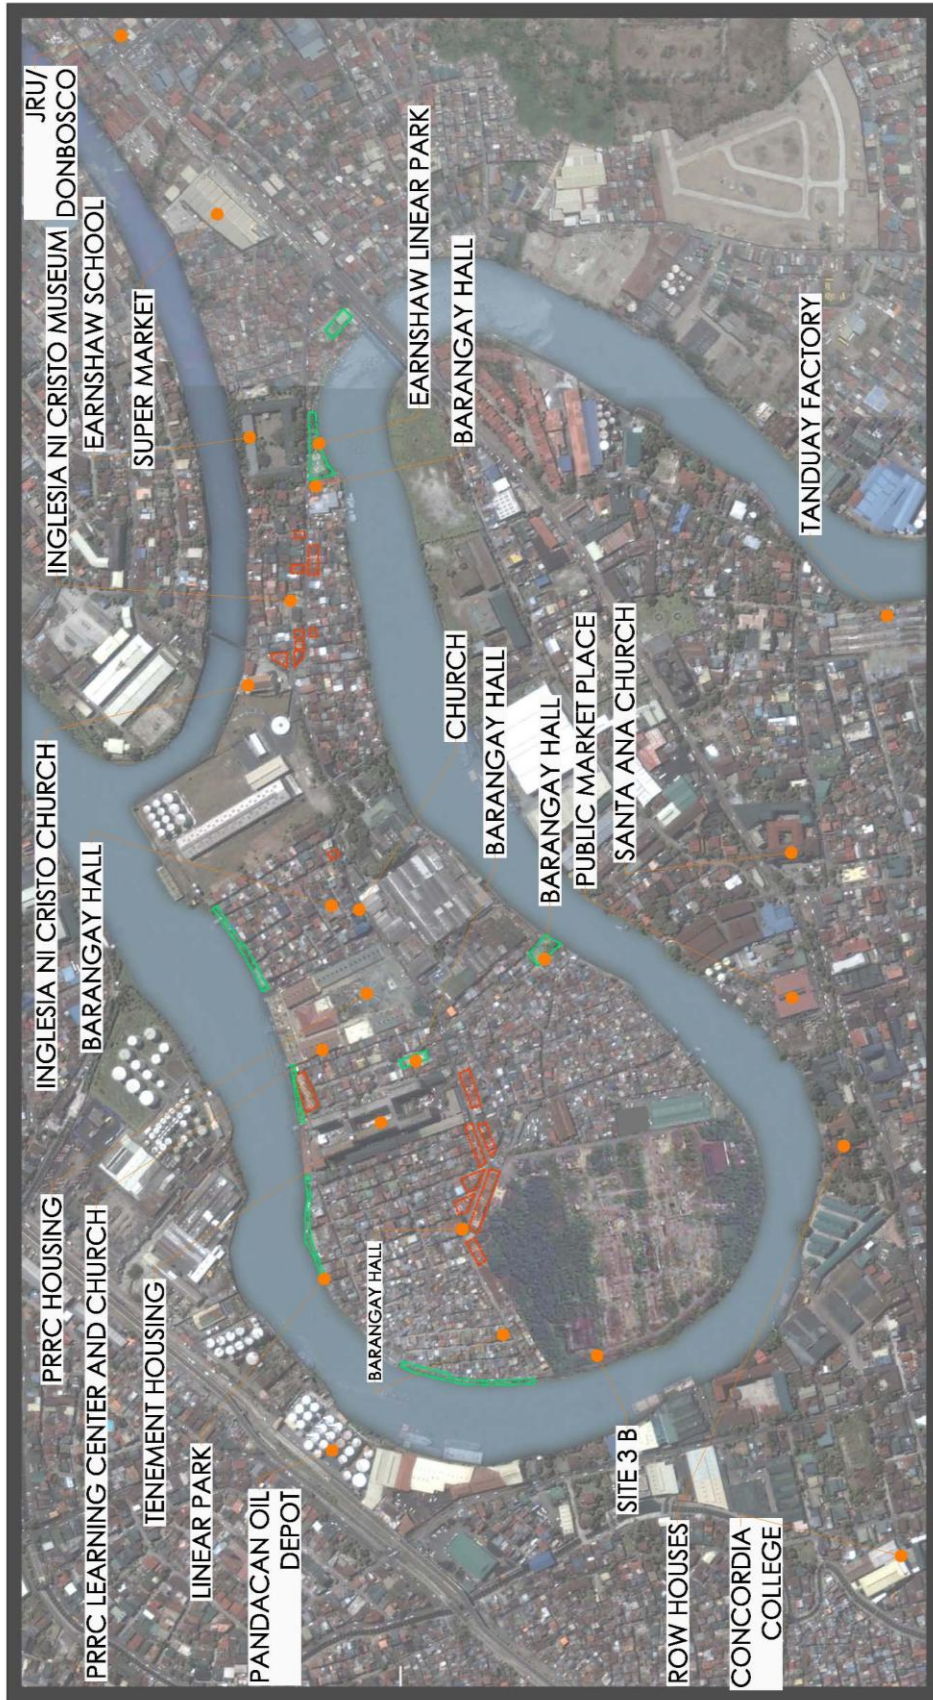 PRRC HOUSING
PRRC LEARNING CENTER AND CHURCH
TENEMENT HOUSING
LINEAR PARK
PANDACAN OIL
DEPOT
INGLESIA NI CRISTO CHURCH
BARANGAY HALL
INGLESIA NI CRISTO MUSEUM
EARNSHAW SCHOOL
SUPER MARKET
JRU/
DONBOSCO
EARNSHAW LINEAR PARK
BARANGAY HALL
CHURCH
BARANGAY HALL
BARANGAY HALL
PUBLIC MARKET PLACE
SANTA ANA CHURCH
BARANGAY HALL
TANDUAY FACTORY
SITE 3 B
ROW HOUSES
CONCORDIA
COLLEGE